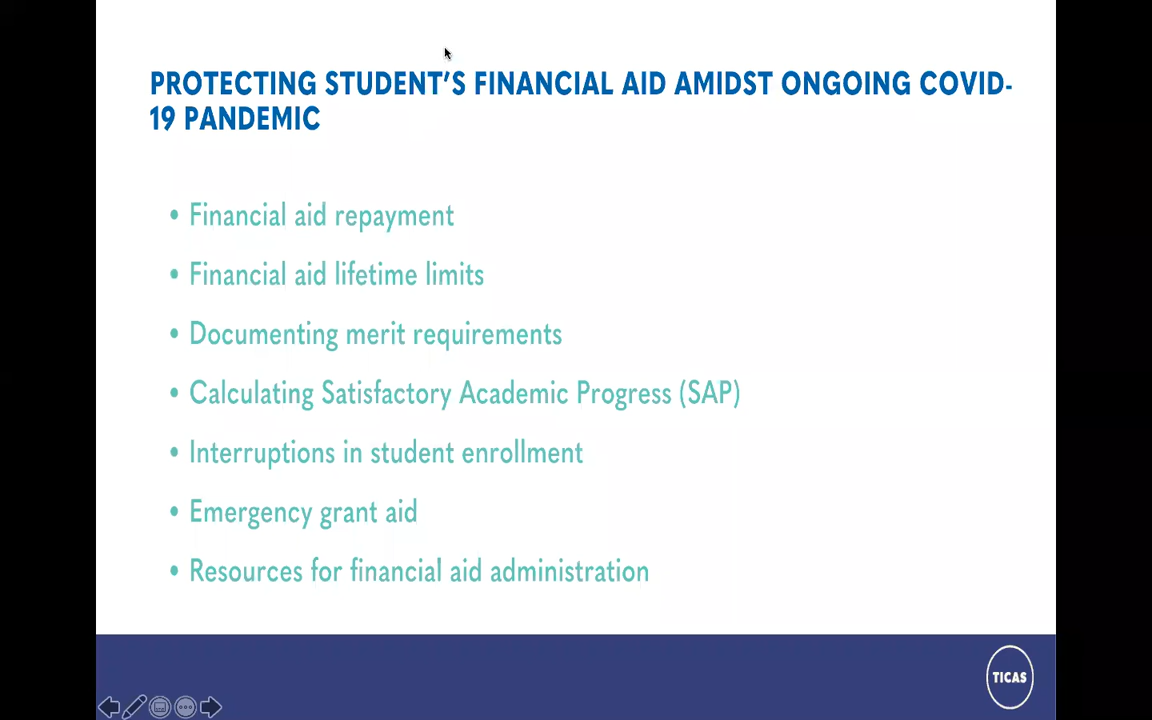 PROTECTING STUDENT’S FINANCIAL AID AMIDST ONGOING COVID-
19 PANDEMIC
• Financial aid repayment
• Financial aid lifetime limits
• Documenting merit requirements
• Calculating Satisfactory Academic Progress (SAP)
• Interruptions in student enrollment
• Emergency grant aid
• Resources for financial aid administration
TICAS